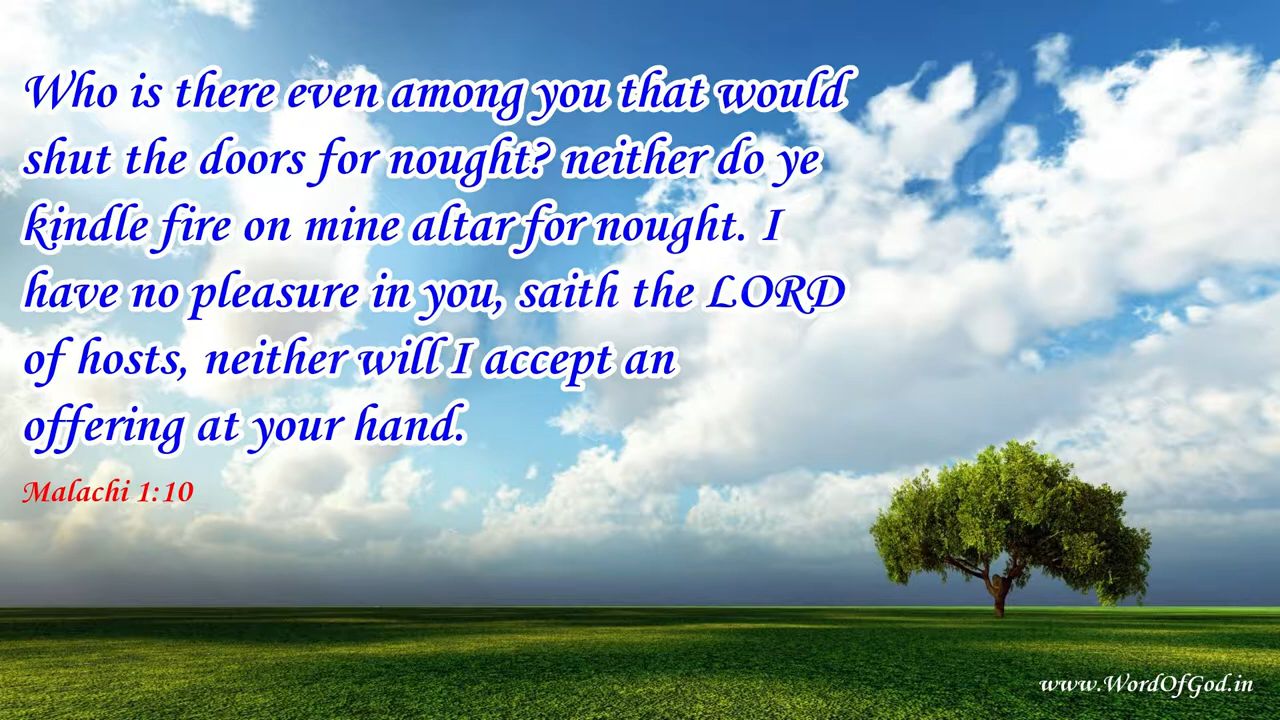 Who is there even among you that would
shut the doors for nought? neither do ye
kindle fire on mine altar for nought. I
have no pleasure in you, saith the LORD
of hosts, neither will I accept an
offering at your hand.
Malachi 1:10
www.WordOfGod.in